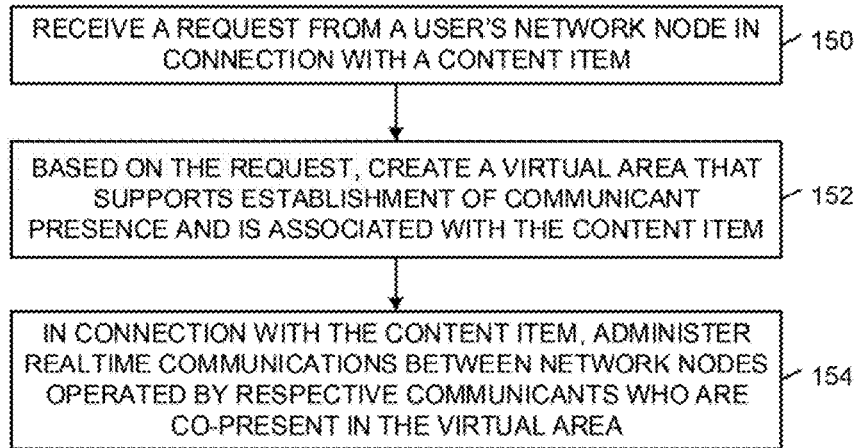 RECEIVE A REQUEST FROM A USER'S NETWORK NODE IN
CONNECTION WITH A CONTENT ITEM
150
BASED ON THE REQUEST, CREATE A VIRTUAL AREA THAT
SUPPORTS ESTABLISHMENT OF COMMUNICANT
PRESENCE AND IS ASSOCIATED WITH THE CONTENT ITEM
152
IN CONNECTION WITH THE CONTENT ITEM, ADMINISTER
REALTIME COMMUNICATIONS BETWEEN NETWORK NODES
OPERATED BY RESPECTIVE COMMUNICANTS WHO ARE
CO-PRESENT IN THE VIRTUAL AREA
154